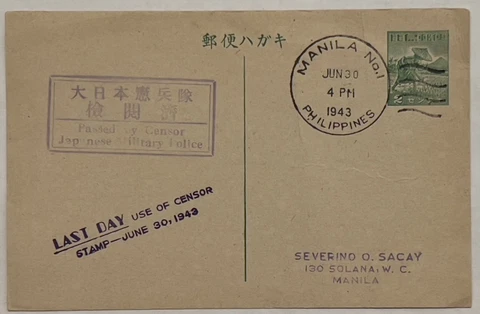 郵便ハガキ
MANILA No.1
JUN 30
4 PM
1943
PHILIPPINES
大日本憲兵隊
檢閲濟
Passed by Censor
Japanese Military Police
LAST DAY USE OF CENSOR
STAMP—JUNE 30, 1943
SEVERINO O. SACAY
130 SOLANA, W. C.
MANILA